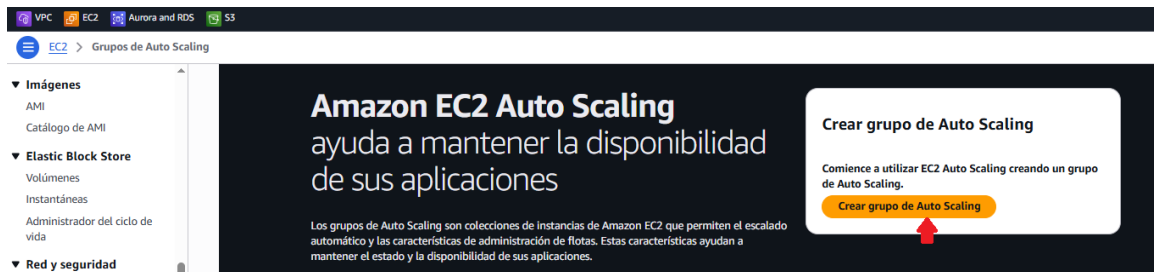 VPC EC2 Aurora and RDS S3
EC2 > Grupos de Auto Scaling
▼ Imágenes
AMI
Catálogo de AMI
▼ Elastic Block Store
Volúmenes
Instantáneas
Administrador del ciclo de
vida
▼ Red y seguridad
Amazon EC2 Auto Scaling
ayuda a mantener la disponibilidad
de sus aplicaciones
Los grupos de Auto Scaling son colecciones de instancias de Amazon EC2 que permiten el escalado
automático y las características de administración de flotas. Estas características ayudan a
mantener el estado y la disponibilidad de sus aplicaciones.
Crear grupo de Auto Scaling
Comience a utilizar EC2 Auto Scaling creando un grupo
de Auto Scaling.
Crear grupo de Auto Scaling